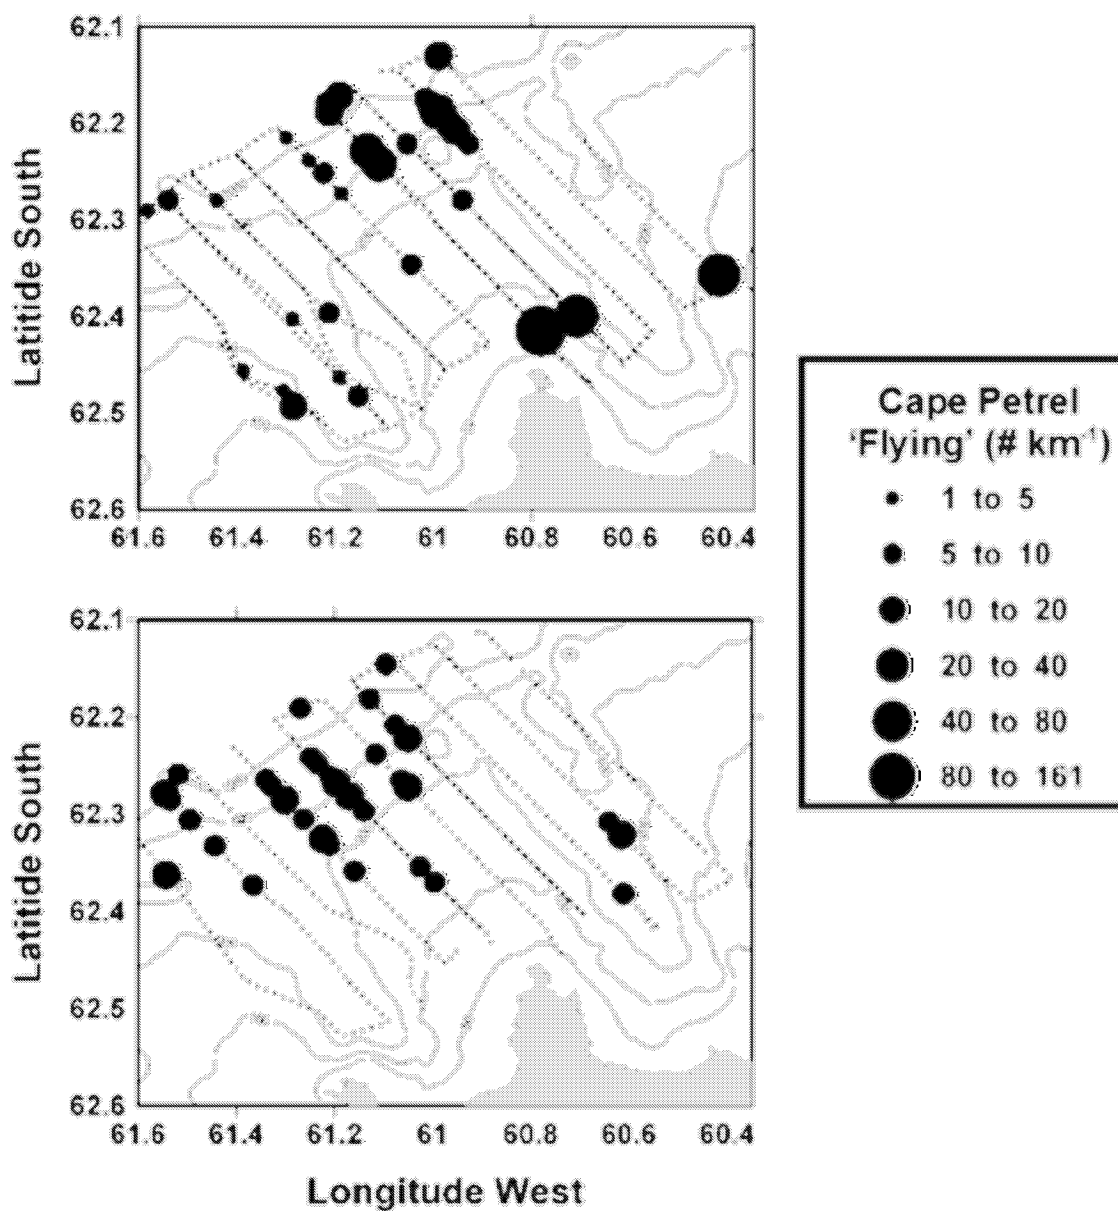 62.1
62.2
62.3
62.4
62.5
62.6
Latitide South
61.6 61.4 61.2 61 60.8 60.6 60.4
Cape Petrel
'Flying' (# km⁻¹)
1 to 5
5 to 10
10 to 20
20 to 40
40 to 80
80 to 161
62.1
62.2
62.3
62.4
62.5
62.6
Latitide South
61.6 61.4 61.2 61 60.8 60.6 60.4
Longitude West